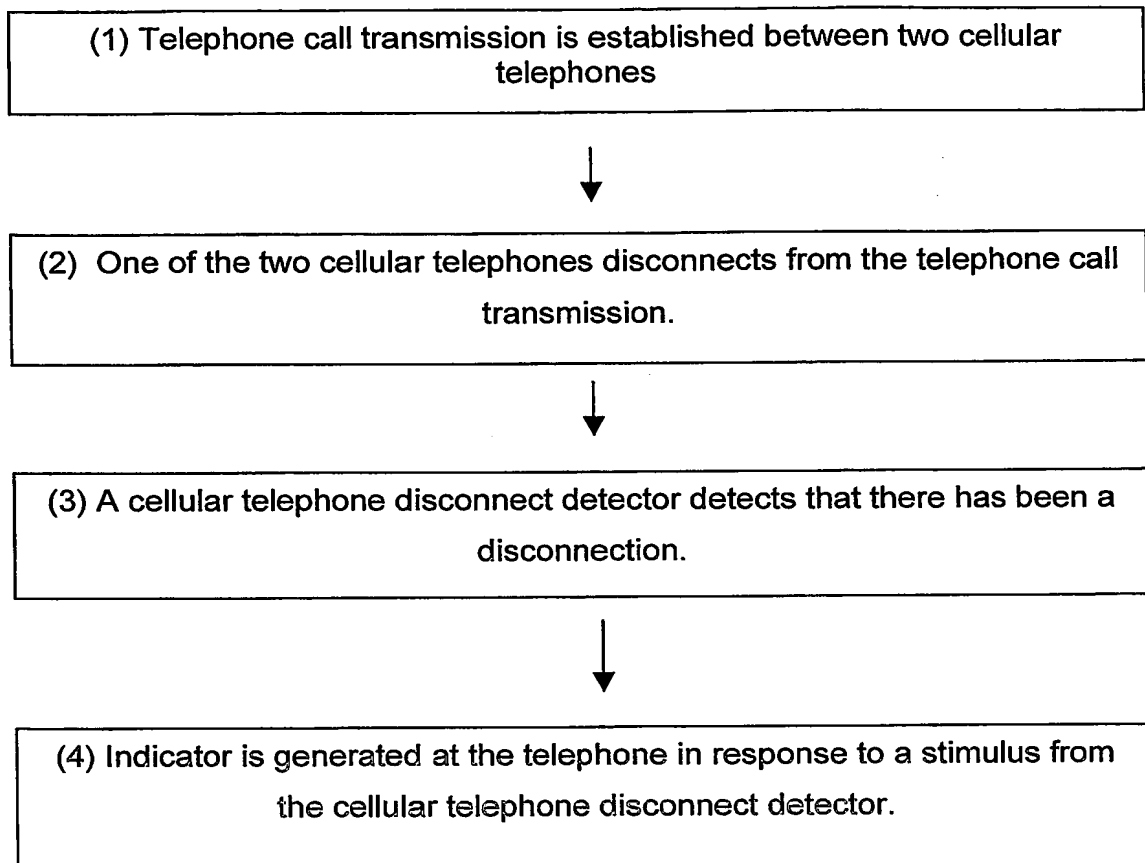 (1) Telephone call transmission is established between two cellular
telephones
(2) One of the two cellular telephones disconnects from the telephone call
transmission.
(3) A cellular telephone disconnect detector detects that there has been a
disconnection.
(4) Indicator is generated at the telephone in response to a stimulus from
the cellular telephone disconnect detector.